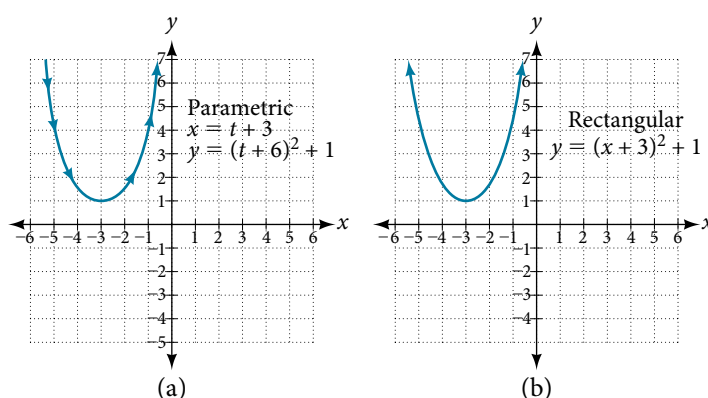 y
7
6
5
4
3
2
1
Parametric
x = t + 3
y = (t + 6)² + 1
−6 −5 −4 −3 −2 −1 1 2 3 4 5 6 x
−1
−2
−3
−4
−5
(a)
y
7
6
5
4
3
2
1
Rectangular
y = (x + 3)² + 1
−6 −5 −4 −3 −2 −1 1 2 3 4 5 6 x
−1
−2
−3
−4
(b)